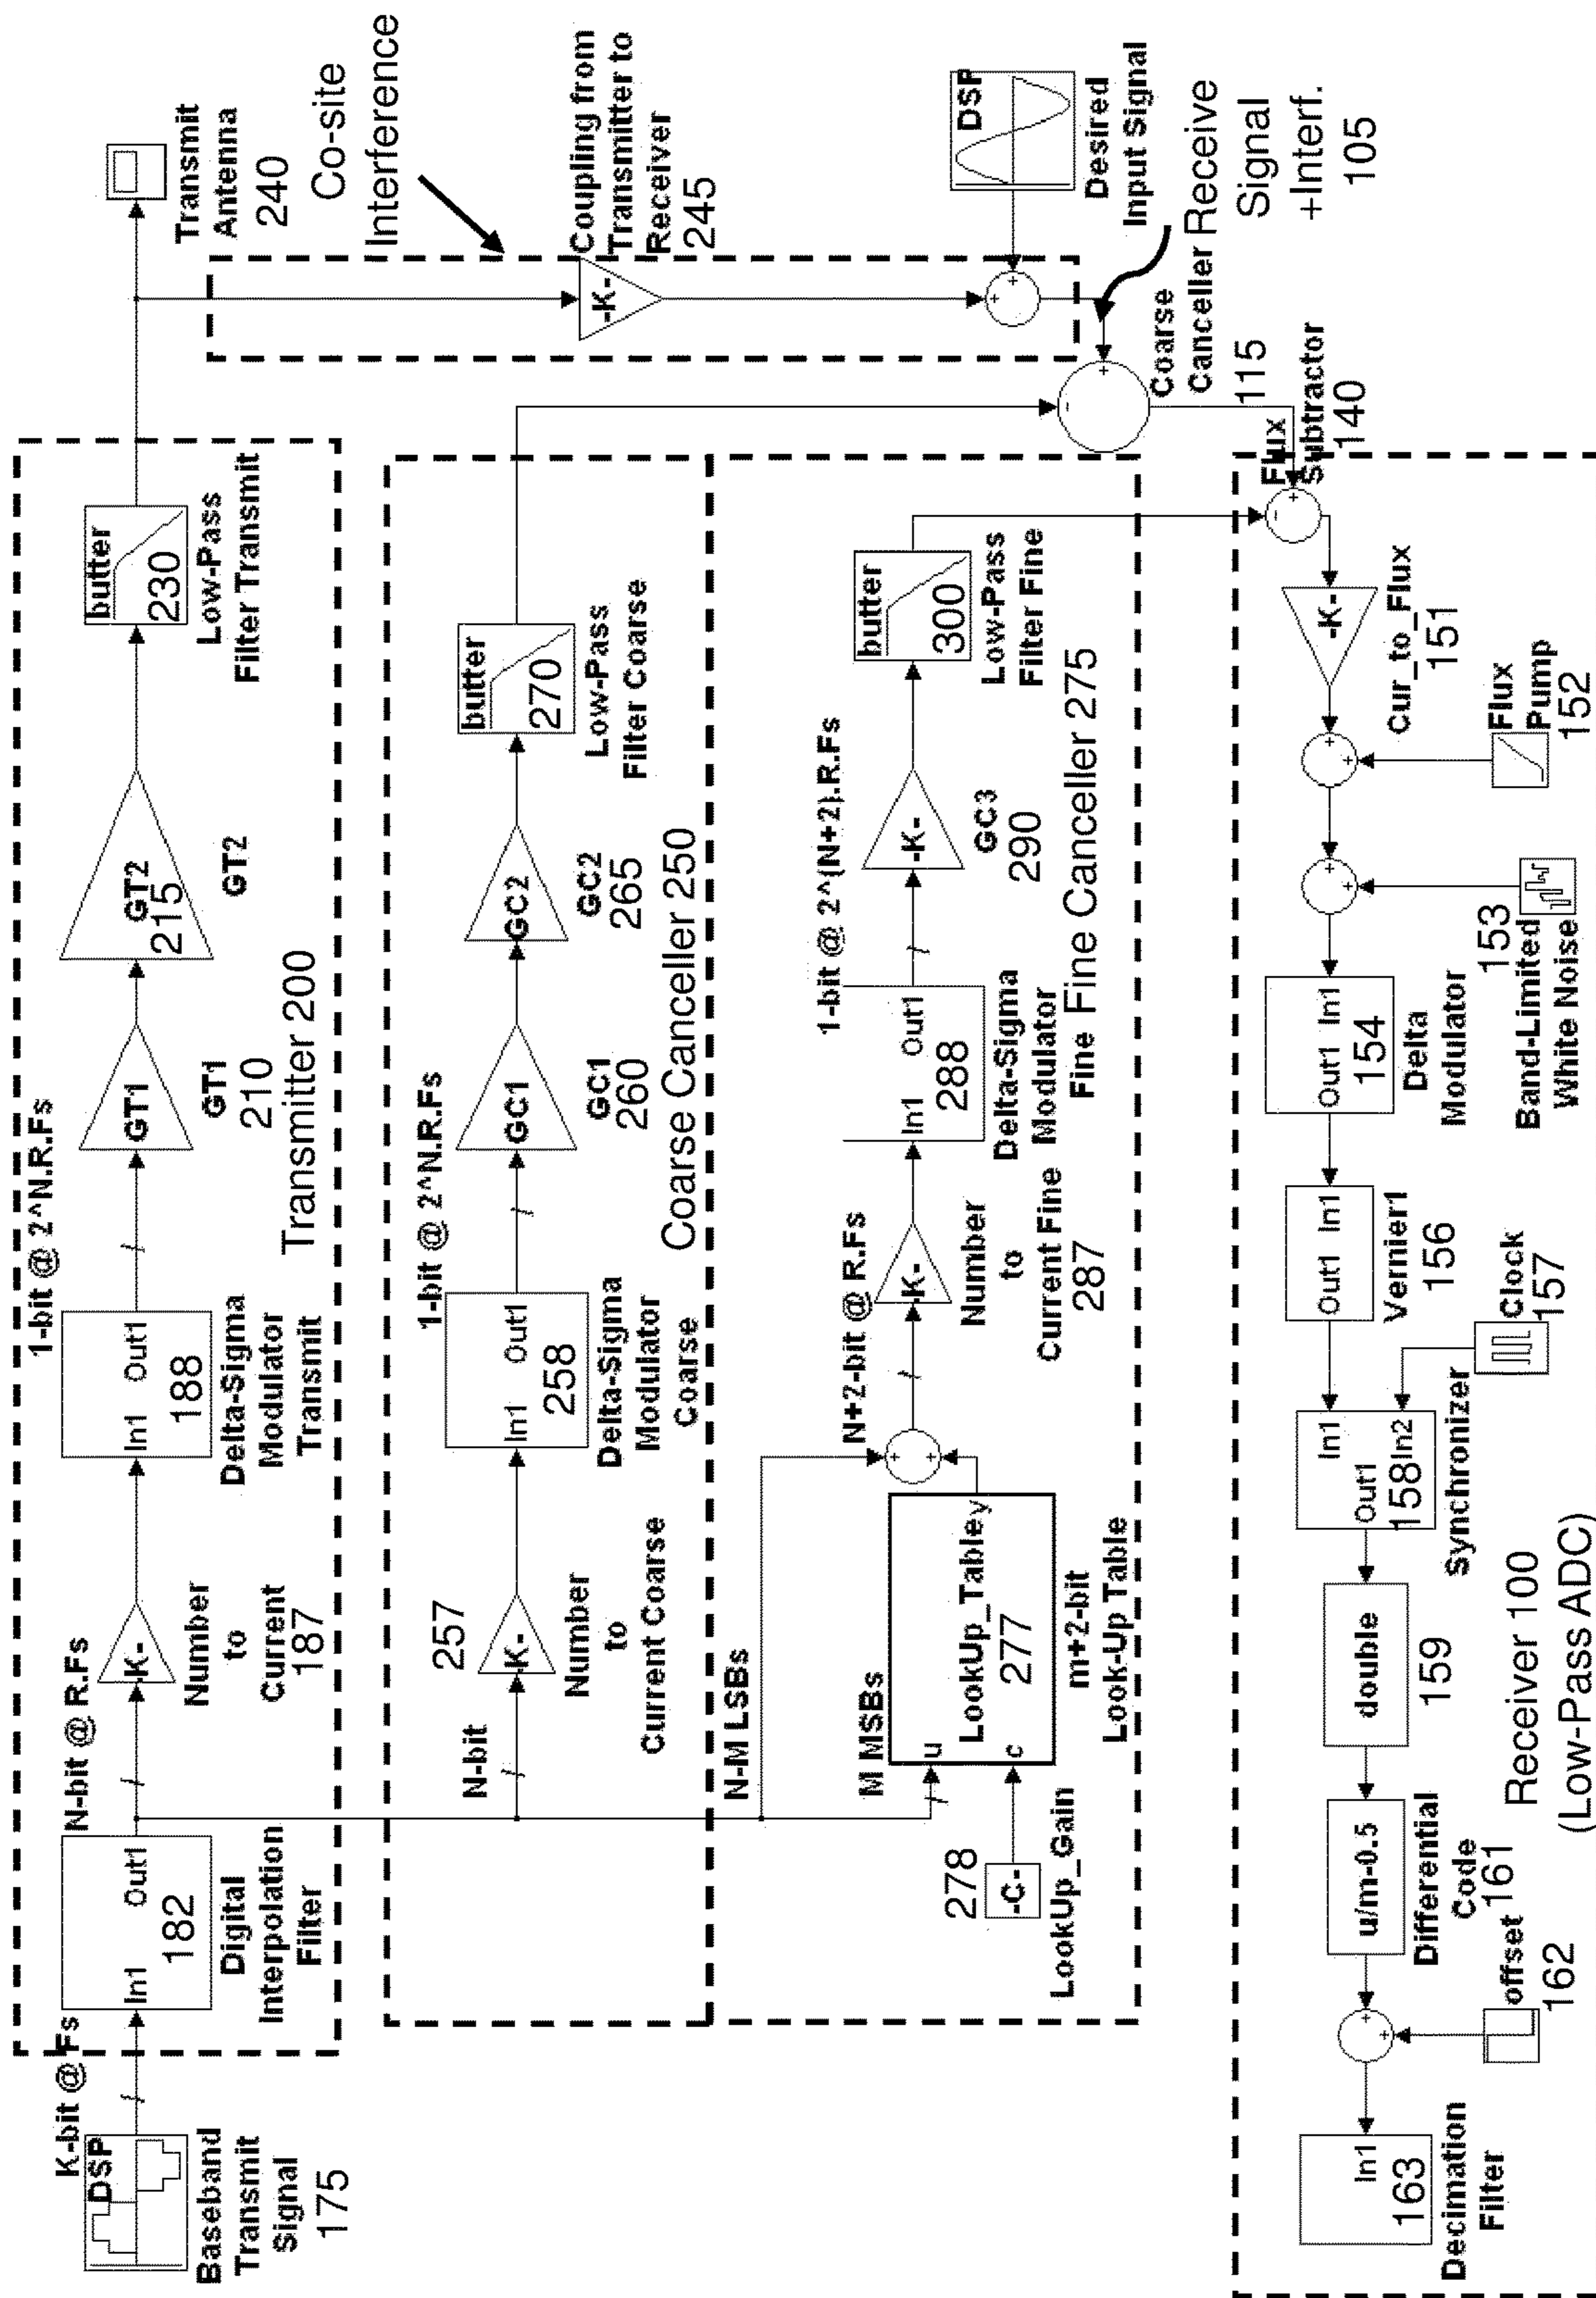 K-bit @ Fs
DSP
Baseband
Transmit
Signal
175
In1 Out1
182
Digital
Interpolation
Filter
N-bit @ R.Fs
-K-
Number
to
Current
187
In1 Out1
188
Delta-Sigma
Modulator
Transmit
1-bit @ 2^N.R.Fs
GT1
GT1
210
Transmitter 200
GT2
215
GT2
butter
230
Low-Pass
Filter Transmit
Transmit
Antenna
240
Co-site
Interference
-K-
Coupling from
Transmitter to
Receiver
245
DSP
Desired
Input Signal
Receive
Signal
+Interf.
105
Coarse
Canceller
115
N-bit
257
-K-
Number
to
Current Coarse
In1 Out1
258
Delta-Sigma
Modulator
Coarse
1-bit @ 2^N.R.Fs
GC1
GC1
260
GC2
GC2
265
Coarse Canceller 250
butter
270
Low-Pass
Filter Coarse
N-M LSBs
M MSBs
278
-C-
LookUp_Gain
u
c
LookUp_Table
y
277
m+2-bit
Look-Up Table
N+2-bit @ R.Fs
-K-
Number
to
Current Fine
287
In1 Out1
288
Delta-Sigma
Modulator
Fine
1-bit @ 2^(N+2).R.Fs
-K-
GC3
290
Fine Canceller 275
butter
300
Low-Pass
Filter Fine
Flux
Subtractor
140
-K-
Cur_to_Flux
151
Flux
Pump
152
153
Band-Limited
White Noise
Out1 In1
154
Delta
Modulator
Out1 In1
Vernier1
156
Clock
157
In1
Out1
In2
158
Synchronizer
double
159
u/m-0.5
Differential
Code
161
offset
162
In1
163
Decimation
Filter
Receiver 100
(Low-Pass ADC)